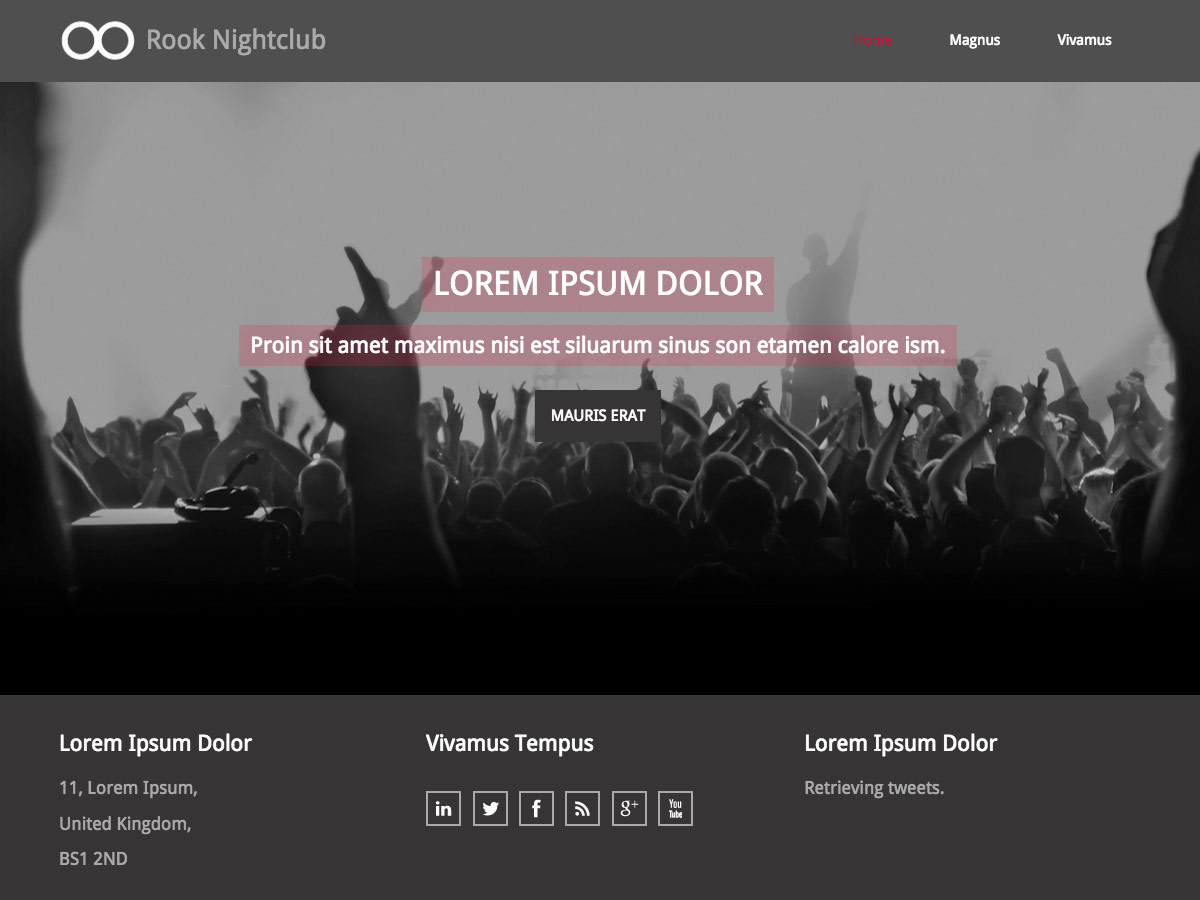 Rook Nightclub
Home
Magnus
Vivamus
LOREM IPSUM DOLOR
Proin sit amet maximus nisi est siluarum sinus son etamen calore ism.
MAURIS ERAT
Lorem Ipsum Dolor
11, Lorem Ipsum,
United Kingdom,
BS1 2ND
Vivamus Tempus
in
f
g+
You
Tube
Lorem Ipsum Dolor
Retrieving tweets.